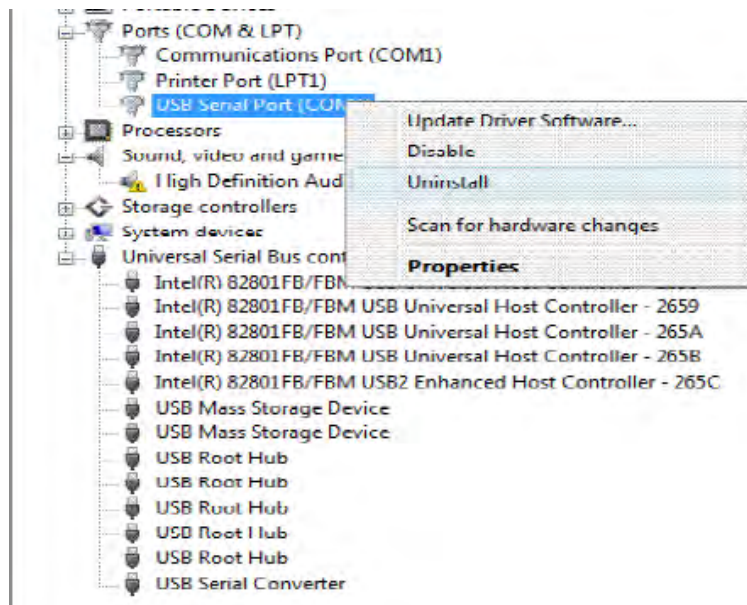 Ports (COM & LPT)
Communications Port (COM1)
Printer Port (LPT1)
USB Serial Port (COM
Processors
Sound, video and game
High Definition Aud
Storage controllers
System devices
Universal Serial Bus cont
Intel(R) 82801FB/FBM
USB Universal Host Controller
Intel(R) 82801FB/FBM USB Universal Host Controller - 2659
Intel(R) 82801FB/FBM USB Universal Host Controller - 265A
Intel(R) 82801FB/FBM USB Universal Host Controller - 265B
Intel(R) 82801FB/FBM USB2 Enhanced Host Controller - 265C
USB Mass Storage Device
USB Mass Storage Device
USB Root Hub
USB Root Hub
USB Root Hub
USB Root Hub
USB Root Hub
USB Serial Converter
Update Driver Software...
Disable
Uninstall
Scan for hardware changes
Properties